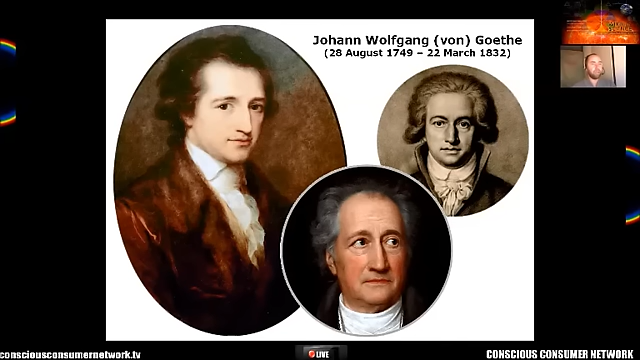 Johann Wolfgang (von) Goethe
(28 August 1749 – 22 March 1832)
consciousconsumernetwork.tv
LIVE
CONSCIOUS CONSUMER NETWORK